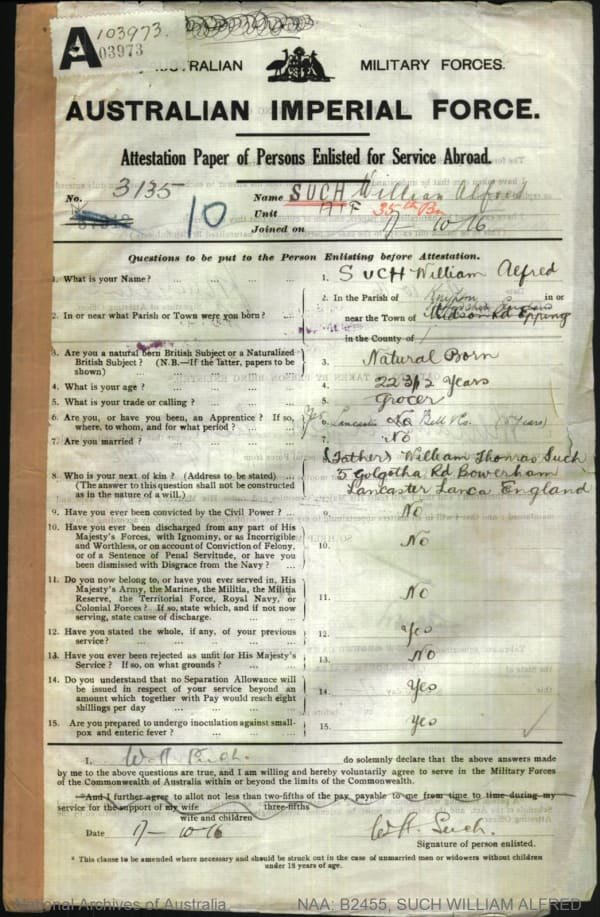 A 103973.
03973
AUSTRALIAN MILITARY FORCES.
AUSTRALIAN IMPERIAL FORCE.
Attestation Paper of Persons Enlisted for Service Abroad.
No. 3135 Name SUCH William Alfred
10 Unit AIF 35th Bn
Joined on 17-10-16
Questions to be put to the Person Enlisting before Attestation.
1. What is your Name? ... 1. SUCH William Alfred
2. In or near what Parish or Town were you born? ... 2. In the Parish of in or
near the Town of Rd Epping
in the County of
3. Are you a natural born British Subject or a Naturalized
British Subject? (N.B.—If the latter, papers to be
shown) 3. Natural Born
4. What is your age? ... 4. 22 3/12 Years
5. What is your trade or calling? ... 5. Grocer
6. Are you, or have you been, an Apprentice? If so,
where, to whom, and for what period? ... 6. Yes Lancaster Bell & Co. (5 Years)
7. Are you married? ... 7. No
8. Who is your next of kin? (Address to be stated) ...
(The answer to this question shall not be construed
as in the nature of a will.) 8. (Father) William Thomas Such
5 Golgotha Rd Bowerham
Lancaster Lanca England
9. Have you ever been convicted by the Civil Power? ... 9. No
10. Have you ever been discharged from any part of His
Majesty's Forces, with Ignominy, or as Incorrigible
and Worthless, or on account of Conviction of Felony,
or of a Sentence of Penal Servitude, or have you
been dismissed with Disgrace from the Navy? ... 10. No
11. Do you now belong to, or have you ever served in, His
Majesty's Army, the Marines, the Militia, the Militia
Reserve, the Territorial Force, Royal Navy, or
Colonial Forces? If so, state which, and if not now
serving, state cause of discharge. 11. No
12. Have you stated the whole, if any, of your previous
service? ... 12. Yes
13. Have you ever been rejected as unfit for His Majesty's
Service? If so, on what grounds? ... 13. No
14. Do you understand that no Separation Allowance will
be issued in respect of your service beyond an
amount which together with Pay would reach eight
shillings per day ... 14. Yes
15. Are you prepared to undergo inoculation against small-
pox and enteric fever? ... 15. Yes
I, W. A. Such. do solemnly declare that the above answers made
by me to the above questions are true, and I am willing and hereby voluntarily agree to serve in the Military Forces
of the Commonwealth of Australia within or beyond the limits of the Commonwealth.
*And I further agree to allot not less than two-fifths of the pay payable to me from time to time during my
service for the support of my wife three-fifths
wife and children
Date 17-10-16 W A Such.
Signature of person enlisted.
* This clause to be amended where necessary and should be struck out in the case of unmarried men or widowers without children
under 18 years of age.
National Archives of Australia NAA: B2455, SUCH WILLIAM ALFRED